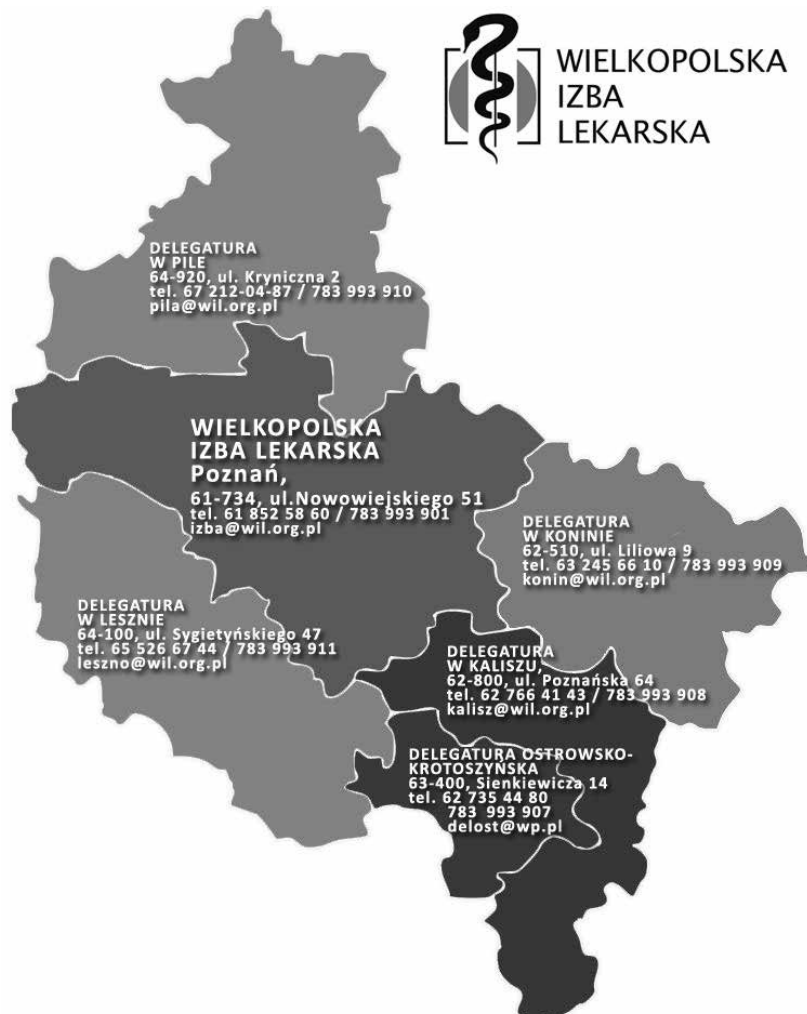 WIELKOPOLSKA
IZBA
LEKARSKA
DELEGATURA
W PILE
64-920, ul. Kryniczna 2
tel. 67 212-04-87 / 783 993 910
pila@wil.org.pl
WIELKOPOLSKA
IZBA LEKARSKA
Poznań,
61-734, ul.Nowowiejskiego 51
tel. 61 852 58 60 / 783 993 901
izba@wil.org.pl
DELEGATURA
W KONINIE
62-510, ul. Liliowa 9
tel. 63 245 66 10 / 783 993 909
konin@wil.org.pl
DELEGATURA
W LESZNIE
64-100, ul. Sygietyńskiego 47
tel. 65 526 67 44 / 783 993 911
leszno@wil.org.pl
DELEGATURA
W KALISZU,
62-800, ul. Poznańska 64
tel. 62 766 41 43 / 783 993 908
kalisz@wil.org.pl
DELEGATURA OSTROWSKO-
KROTOSZYŃSKA
63-400, Sienkiewicza 14
tel. 62 735 44 80
783 993 907
delost@wp.pl